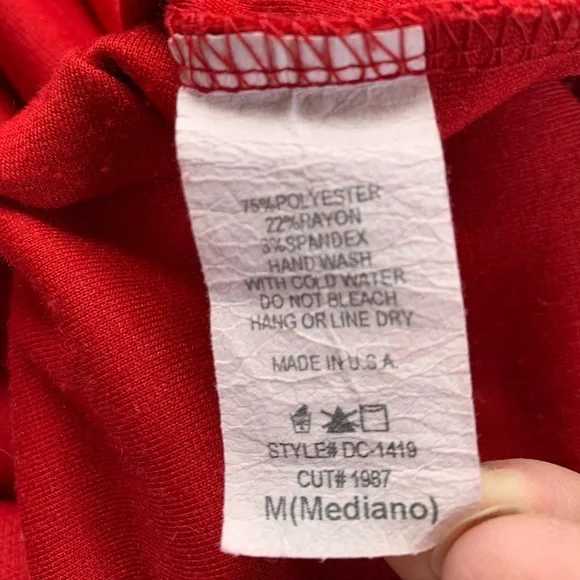 75%POLYESTER
22%RAYON
3%SPANDEX
HAND WASH
WITH COLD WATER
DO NOT BLEACH
HANG OR LINE DRY
MADE IN U.S.A.
STYLE# DC-1419
CUT# 1987
M(Mediano)